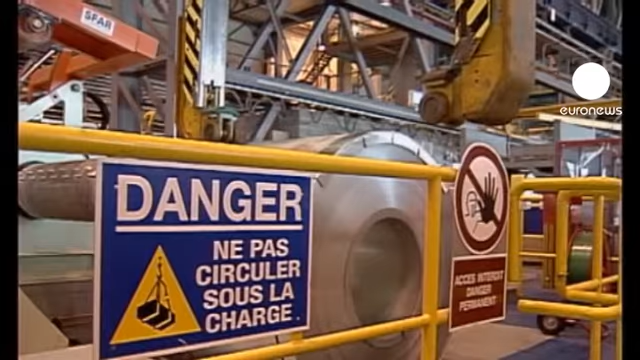 SFAR
euronews
DANGER
NE PAS
CIRCULER
SOUS LA
CHARGE
ACCES INTERDIT
DANGER
PERMANENT